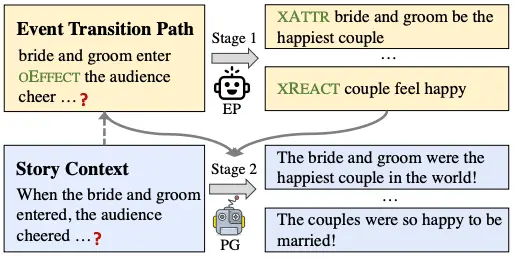 Event Transition Path
bride and groom enter
OEFFECT the audience
cheer … ?
Stage 1
EP
XATTR bride and groom be the
happiest couple
…
XREACT couple feel happy
Story Context
When the bride and groom
entered, the audience
cheered … ?
Stage 2
PG
The bride and groom were the
happiest couple in the world!
…
The couples were so happy to be
married!